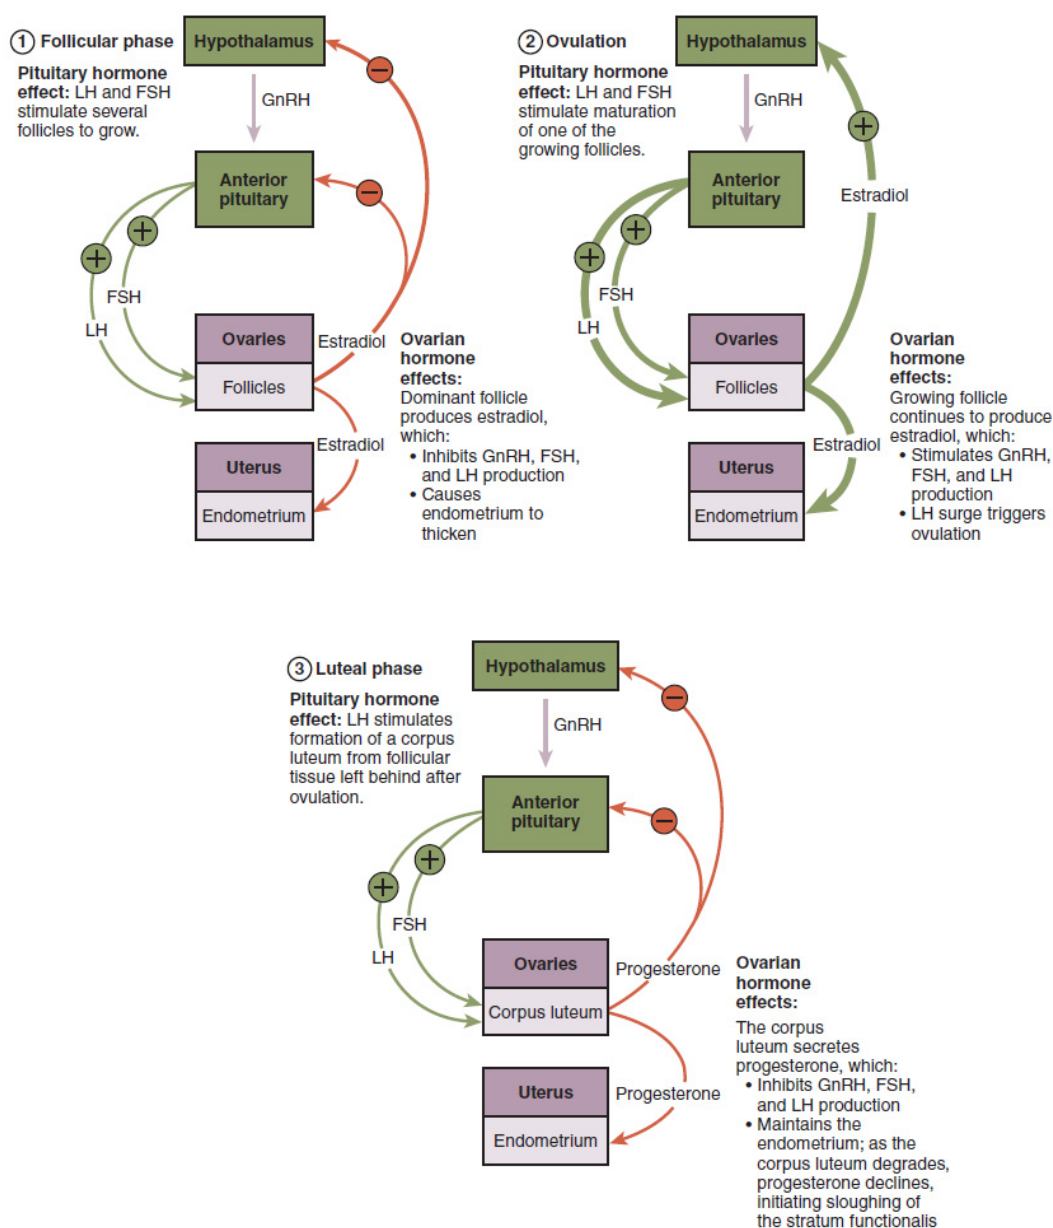 1 Follicular phase
Pituitary hormone
effect: LH and FSH
stimulate several
follicles to grow.
Hypothalamus
−
GnRH
Anterior
pituitary
−
+
+
FSH
LH
Ovaries
Follicles
Estradiol
Estradiol
Uterus
Endometrium
Ovarian
hormone
effects:
Dominant follicle
produces estradiol,
which:
• Inhibits GnRH, FSH,
and LH production
• Causes
endometrium to
thicken
2 Ovulation
Pituitary hormone
effect: LH and FSH
stimulate maturation
of one of the
growing follicles.
Hypothalamus
GnRH
+
Estradiol
Anterior
pituitary
+
+
FSH
LH
Ovaries
Follicles
Estradiol
Uterus
Endometrium
Ovarian
hormone
effects:
Growing follicle
continues to produce
estradiol, which:
• Stimulates GnRH,
FSH, and LH
production
• LH surge triggers
ovulation
3 Luteal phase
Pituitary hormone
effect: LH stimulates
formation of a corpus
luteum from follicular
tissue left behind after
ovulation.
Hypothalamus
−
GnRH
Anterior
pituitary
−
+
+
FSH
LH
Ovaries
Corpus luteum
Progesterone
Progesterone
Uterus
Endometrium
Ovarian
hormone
effects:
The corpus
luteum secretes
progesterone, which:
• Inhibits GnRH, FSH,
and LH production
• Maintains the
endometrium; as the
corpus luteum degrades,
progesterone declines,
initiating sloughing of
the stratum functionalis